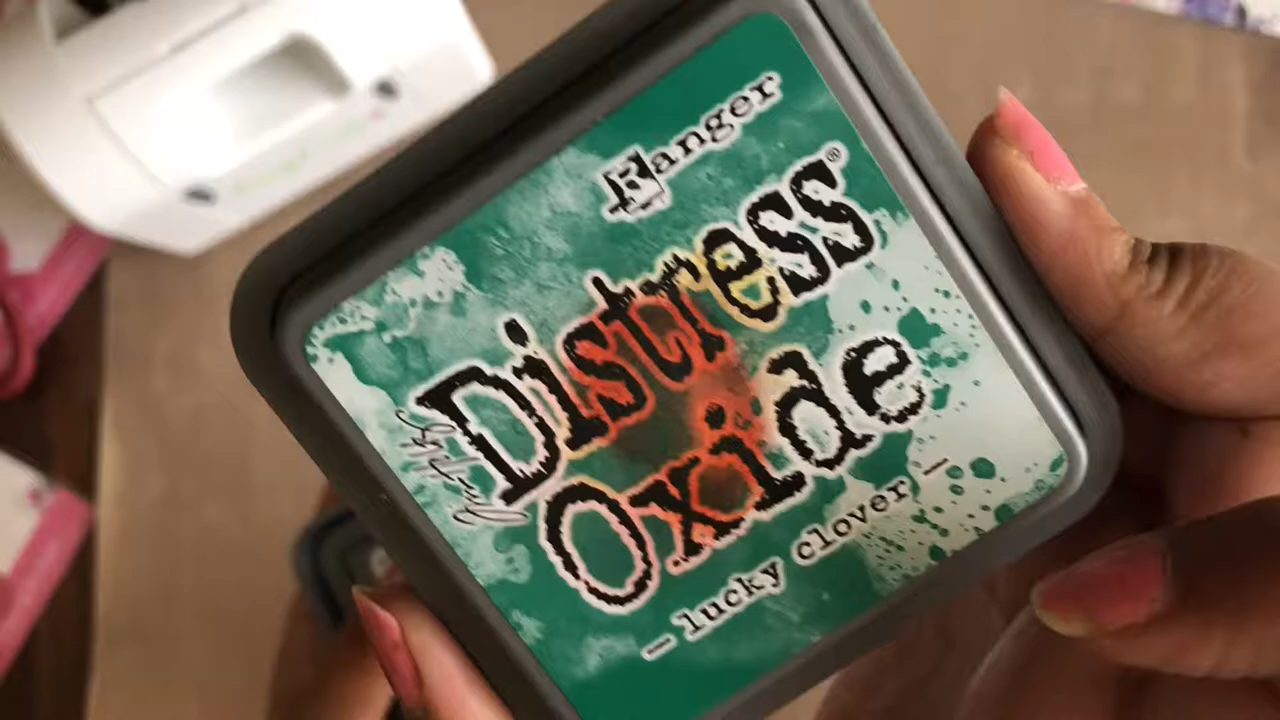 Ranger
Distress®
Oxide
— lucky clover —